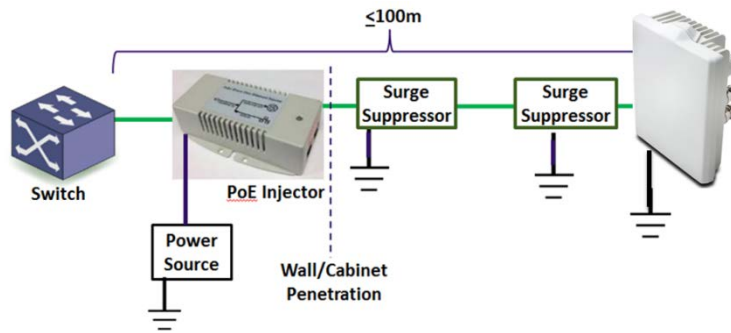 ≤100m
Surge
Suppressor
Surge
Suppressor
Switch
PoE Injector
Power
Source
Wall/Cabinet
Penetration